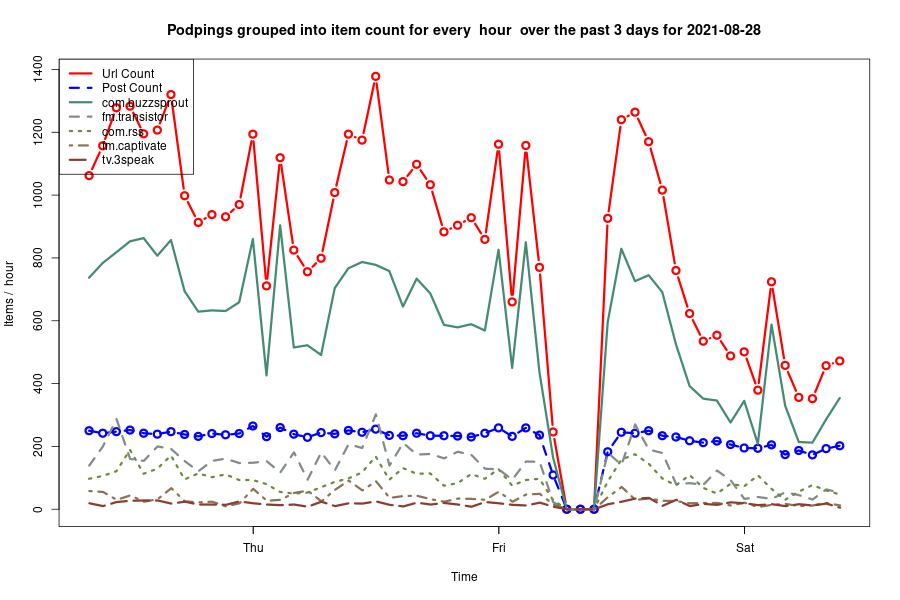 Podpings grouped into item count for every  hour  over the past 3 days for 2021-08-28
Items / hour
1400
1200
1000
800
600
400
200
0
Url Count
Post Count
com.buzzsprout
fm.transistor
com.rss
fm.captivate
tv.3speak
Thu
Fri
Sat
Time